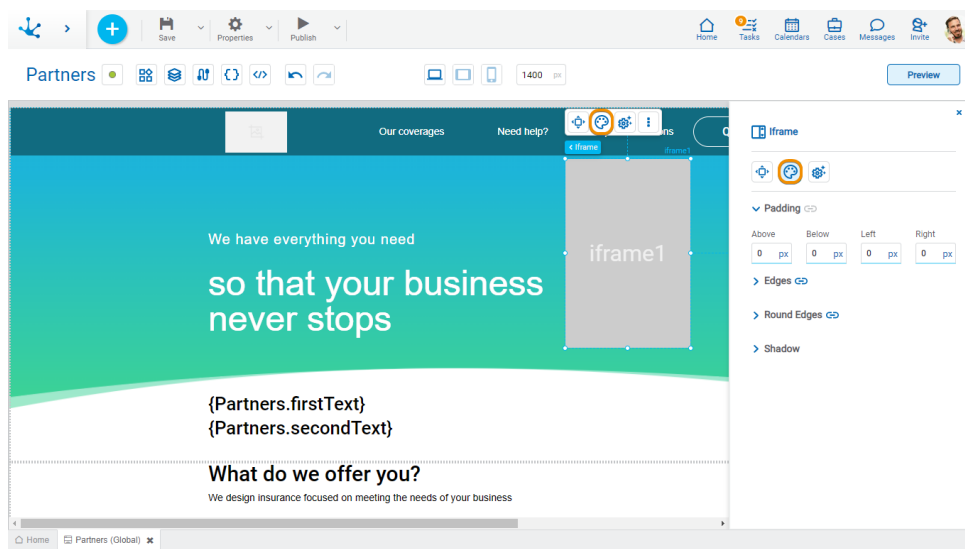 Save
Properties
Publish
Home
9
Tasks
Calendars
Cases
Messages
Invite
Partners
1400 px
Preview
Our coverages
Need help?
ns
Q
Iframe
iframe1
iframe1
We have everything you need
so that your business
never stops
{Partners.firstText}
{Partners.secondText}
What do we offer you?
We design insurance focused on meeting the needs of your business
Iframe
Padding
Above Below Left Right
0 px 0 px 0 px 0 px
Edges
Round Edges
Shadow
Home
Partners (Global)